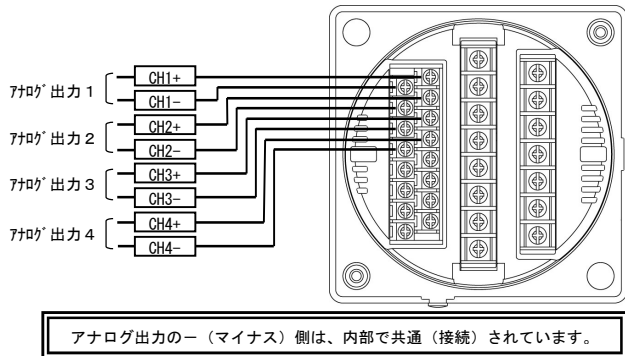 CH1+
ｱﾅﾛｸﾞ出力1
CH1-
CH2+
ｱﾅﾛｸﾞ出力2
CH2-
CH3+
ｱﾅﾛｸﾞ出力3
CH3-
CH4+
ｱﾅﾛｸﾞ出力4
CH4-
アナログ出力の－（マイナス）側は、内部で共通（接続）されています。